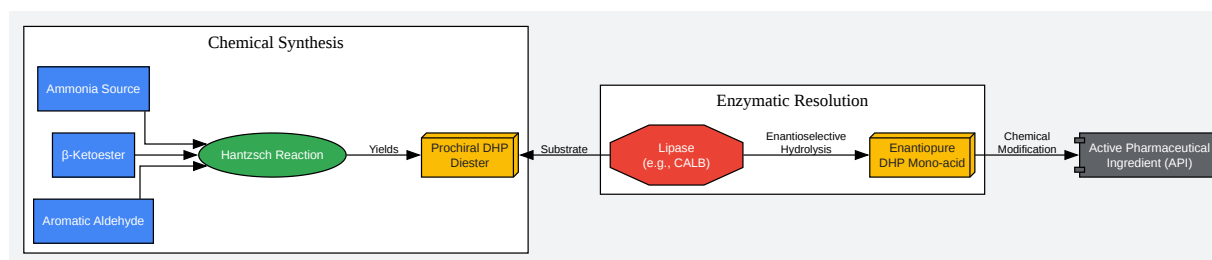 Chemical Synthesis
Ammonia Source
β-Ketoester
Aromatic Aldehyde
Hantzsch Reaction
Yields
Prochiral DHP
Diester
Substrate
Enzymatic Resolution
Lipase
(e.g., CALB)
Enantioselective
Hydrolysis
Enantiopure
DHP Mono-acid
Chemical
Modification
Active Pharmaceutical
Ingredient (API)